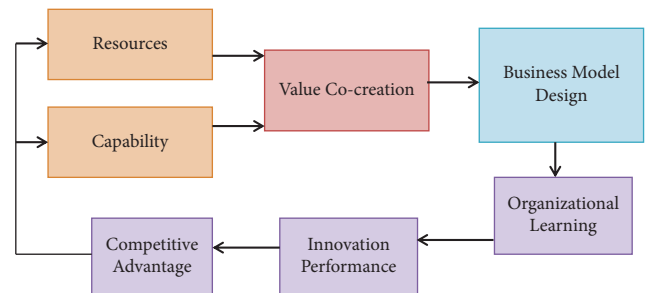 Resources
Capability
Value Co-creation
Business Model
Design
Organizational
Learning
Innovation
Performance
Competitive
Advantage